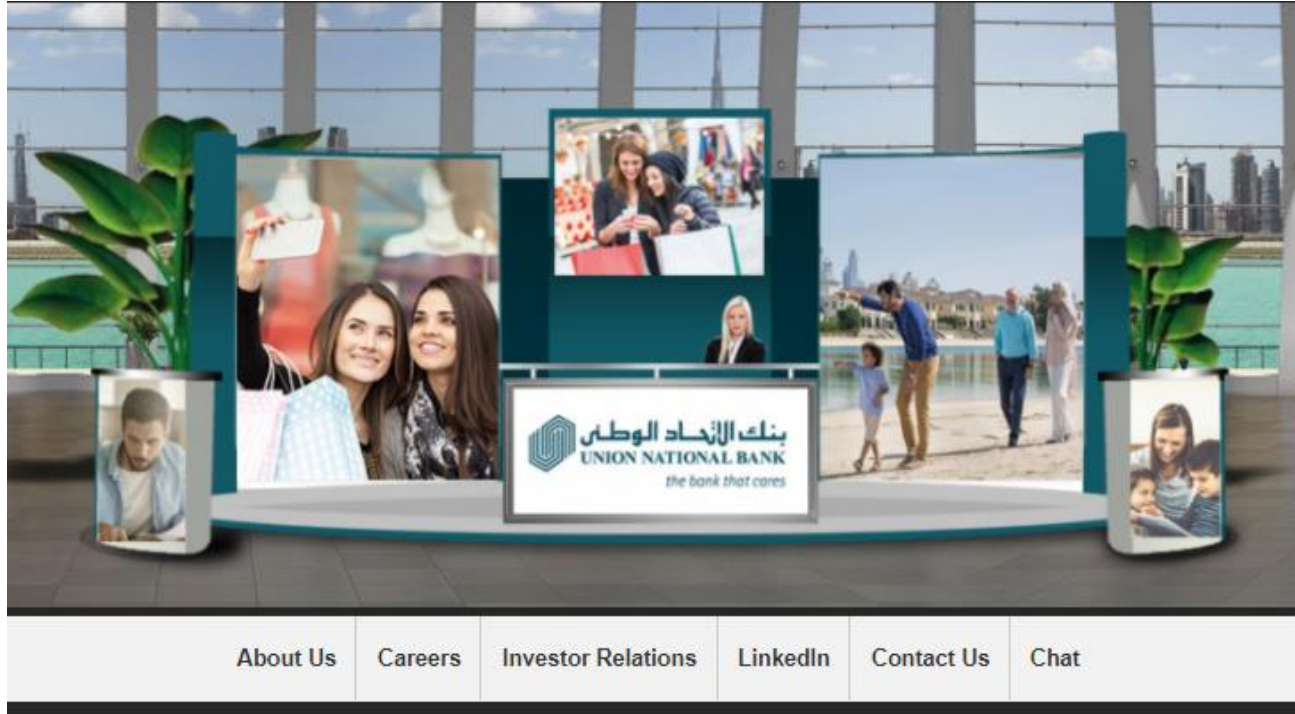 بنك الاتحاد الوطني
UNION NATIONAL BANK
the bank that cares
About Us
Careers
Investor Relations
LinkedIn
Contact Us
Chat